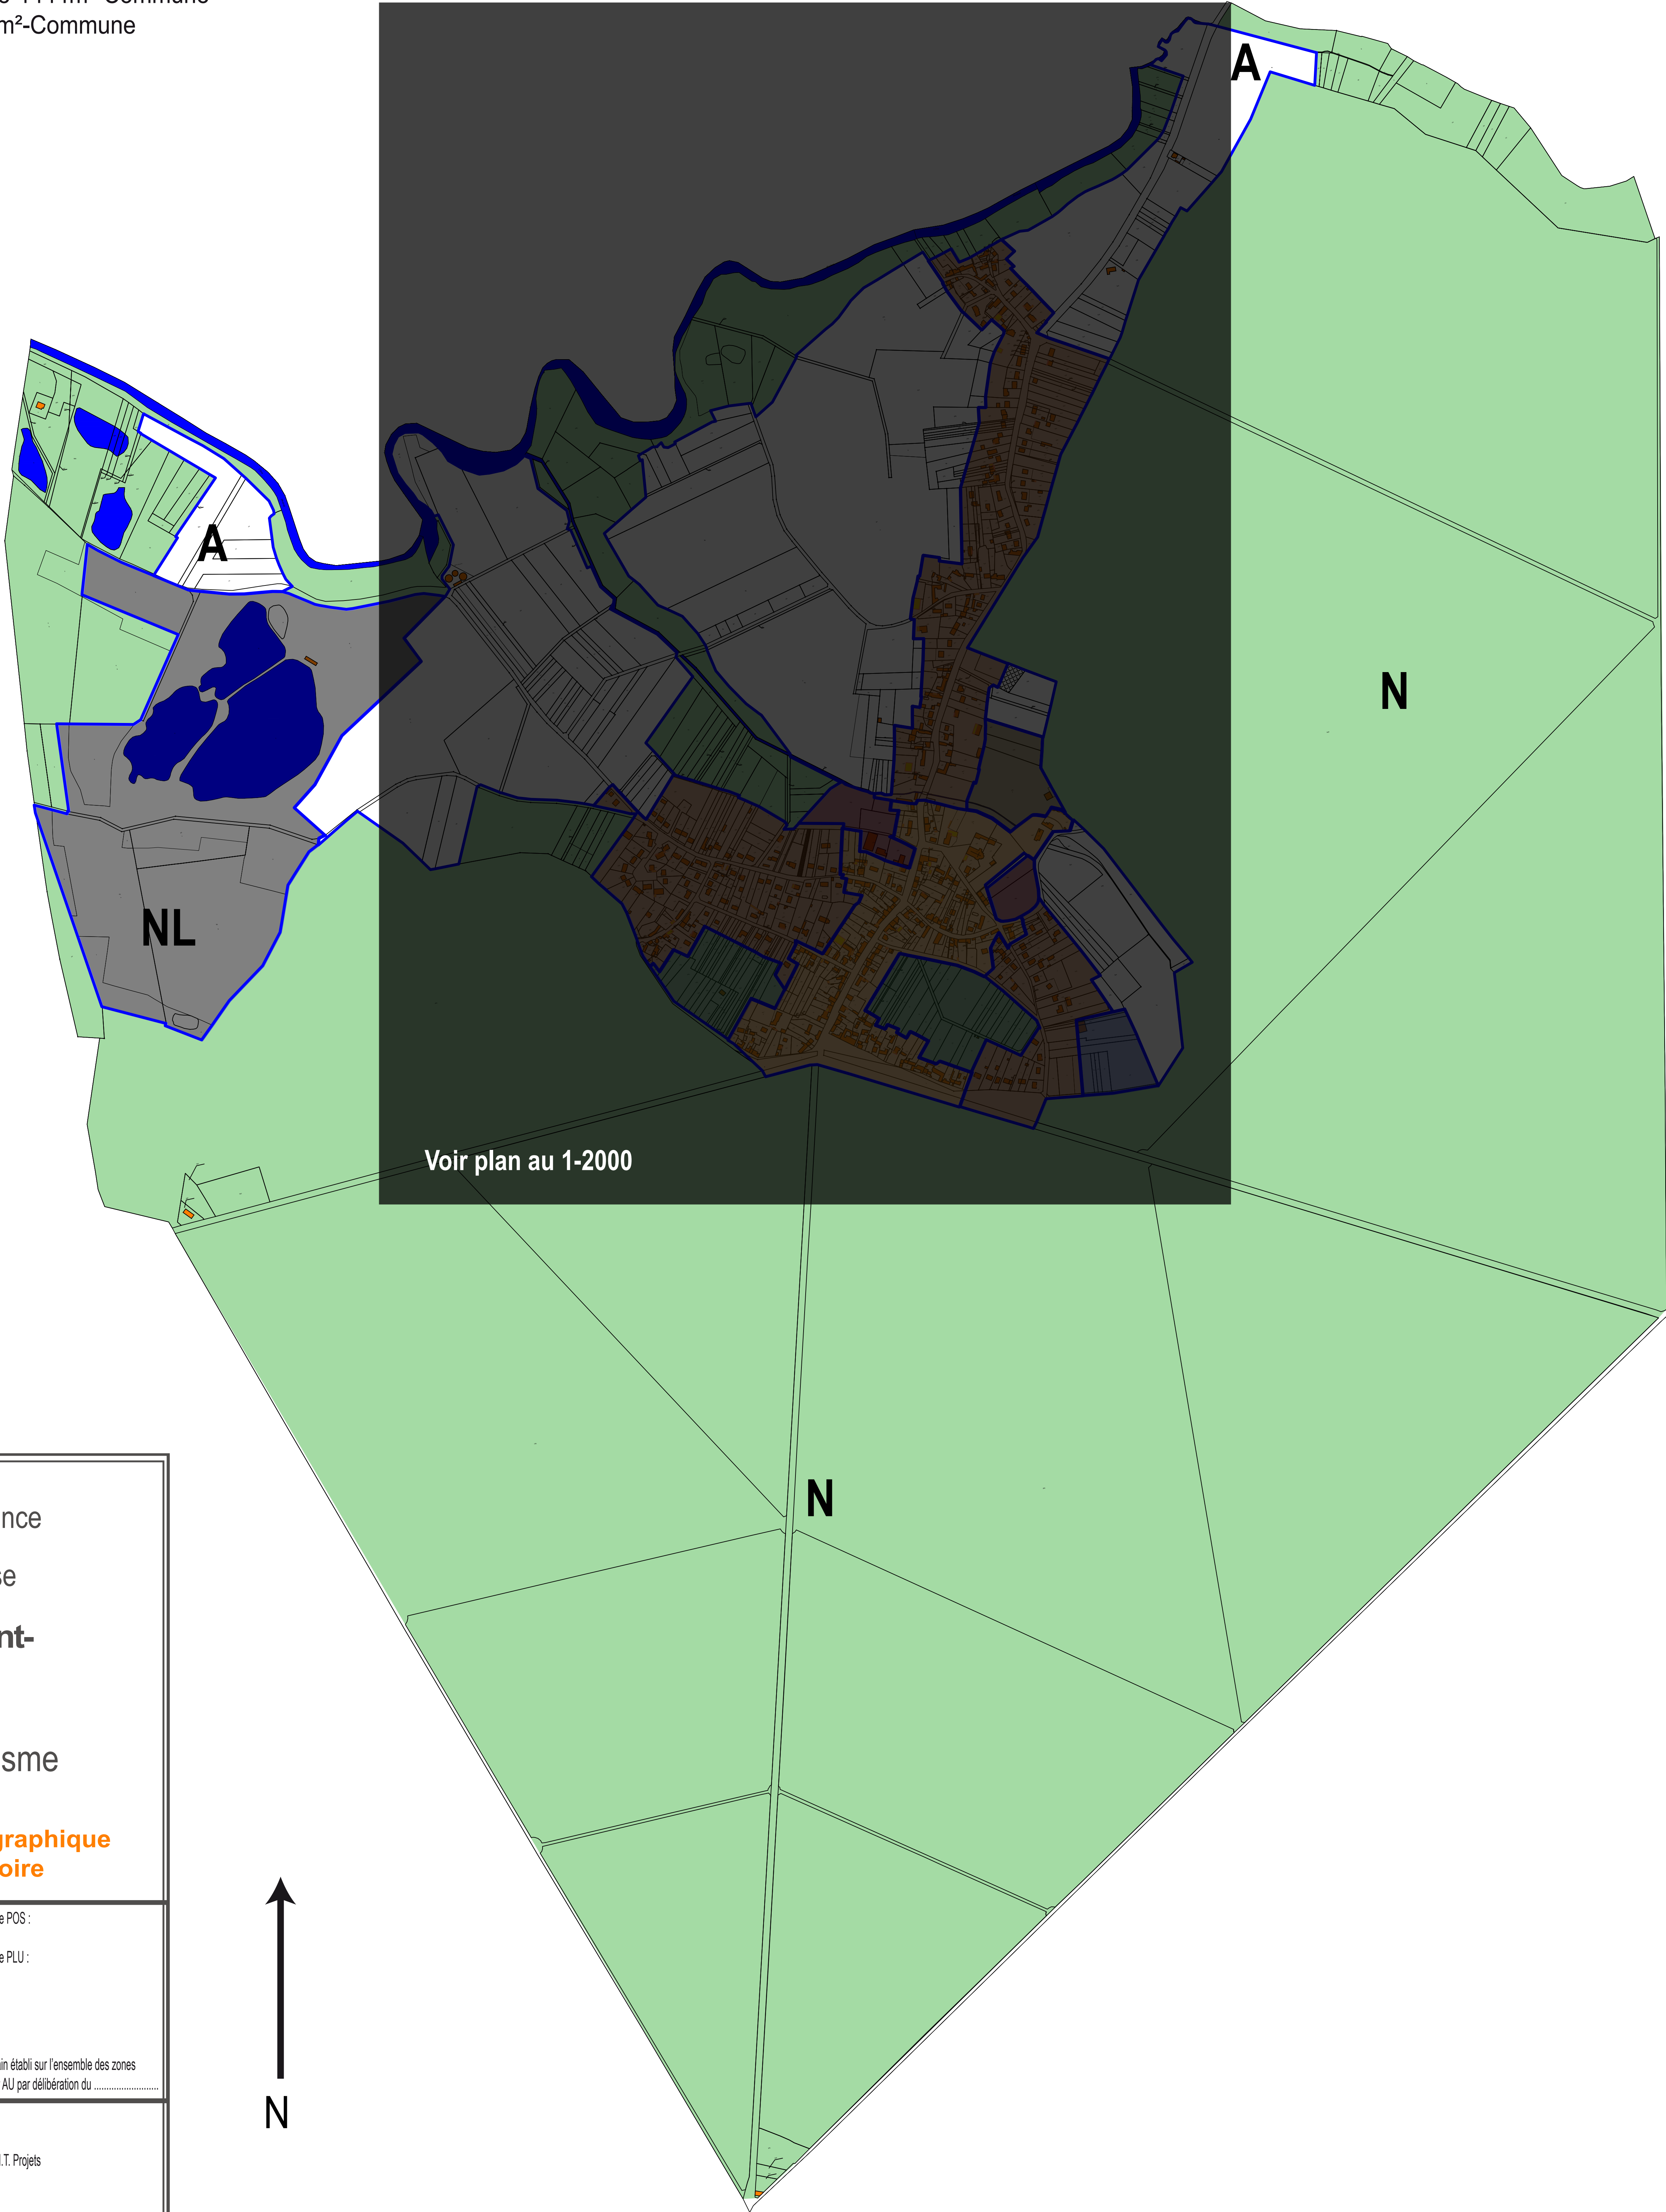 m²-Commune
A
A
N
NL
Voir plan au 1-2000
N
nce
se
nt-
sme
graphique
oire
e POS :
e PLU :
in établi sur l'ensemble des zones
AU par délibération du ..........................
N
.T. Projets